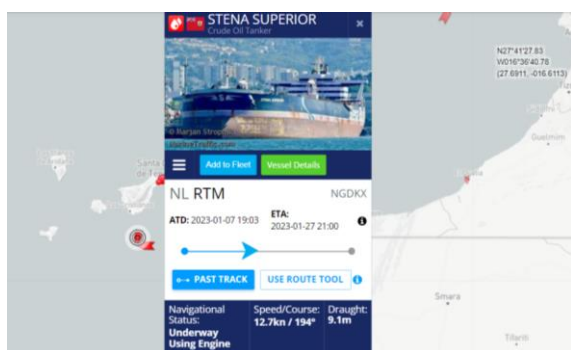 STENA SUPERIOR
Crude Oil Tanker
N27°41'27.83
W016°36'40.78
(27.6911, -016.6113)
© Marjan Strop
MarineTraffic.com
Add to Fleet
Vessel Details
NL RTM
NGDKX
ATD: 2023-01-07 19:03
ETA:
2023-01-27 21:00
PAST TRACK
USE ROUTE TOOL
Navigational
Status:
Underway
Using Engine
Speed/Course:
12.7kn / 194°
Draught:
9.1m
Santa
de Te
Guelmim
Smara
Tifariti